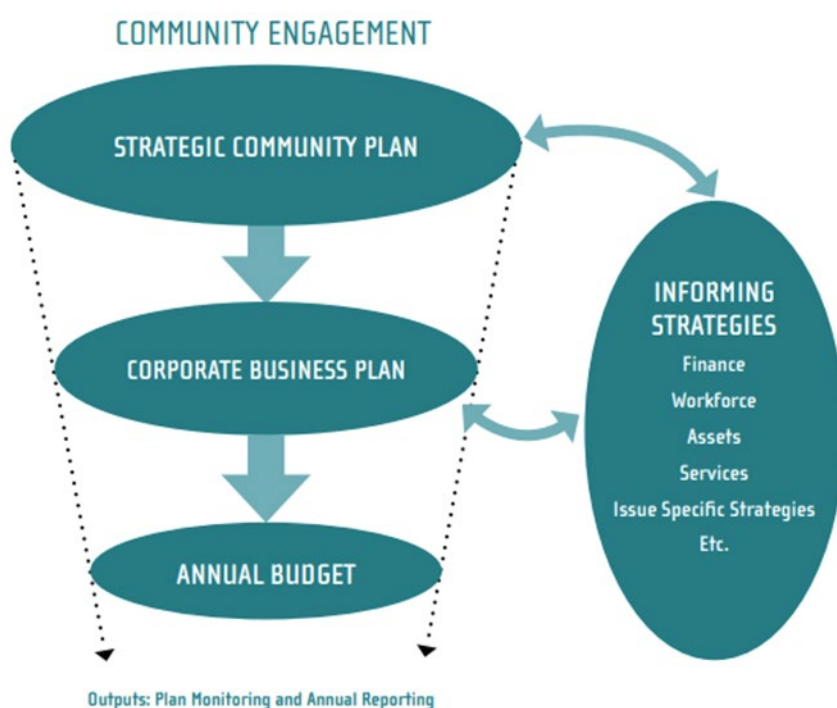 COMMUNITY ENGAGEMENT
STRATEGIC COMMUNITY PLAN
CORPORATE BUSINESS PLAN
ANNUAL BUDGET
INFORMING
STRATEGIES
Finance
Workforce
Assets
Services
Issue Specific Strategies
Etc.
Outputs: Plan Monitoring and Annual Reporting